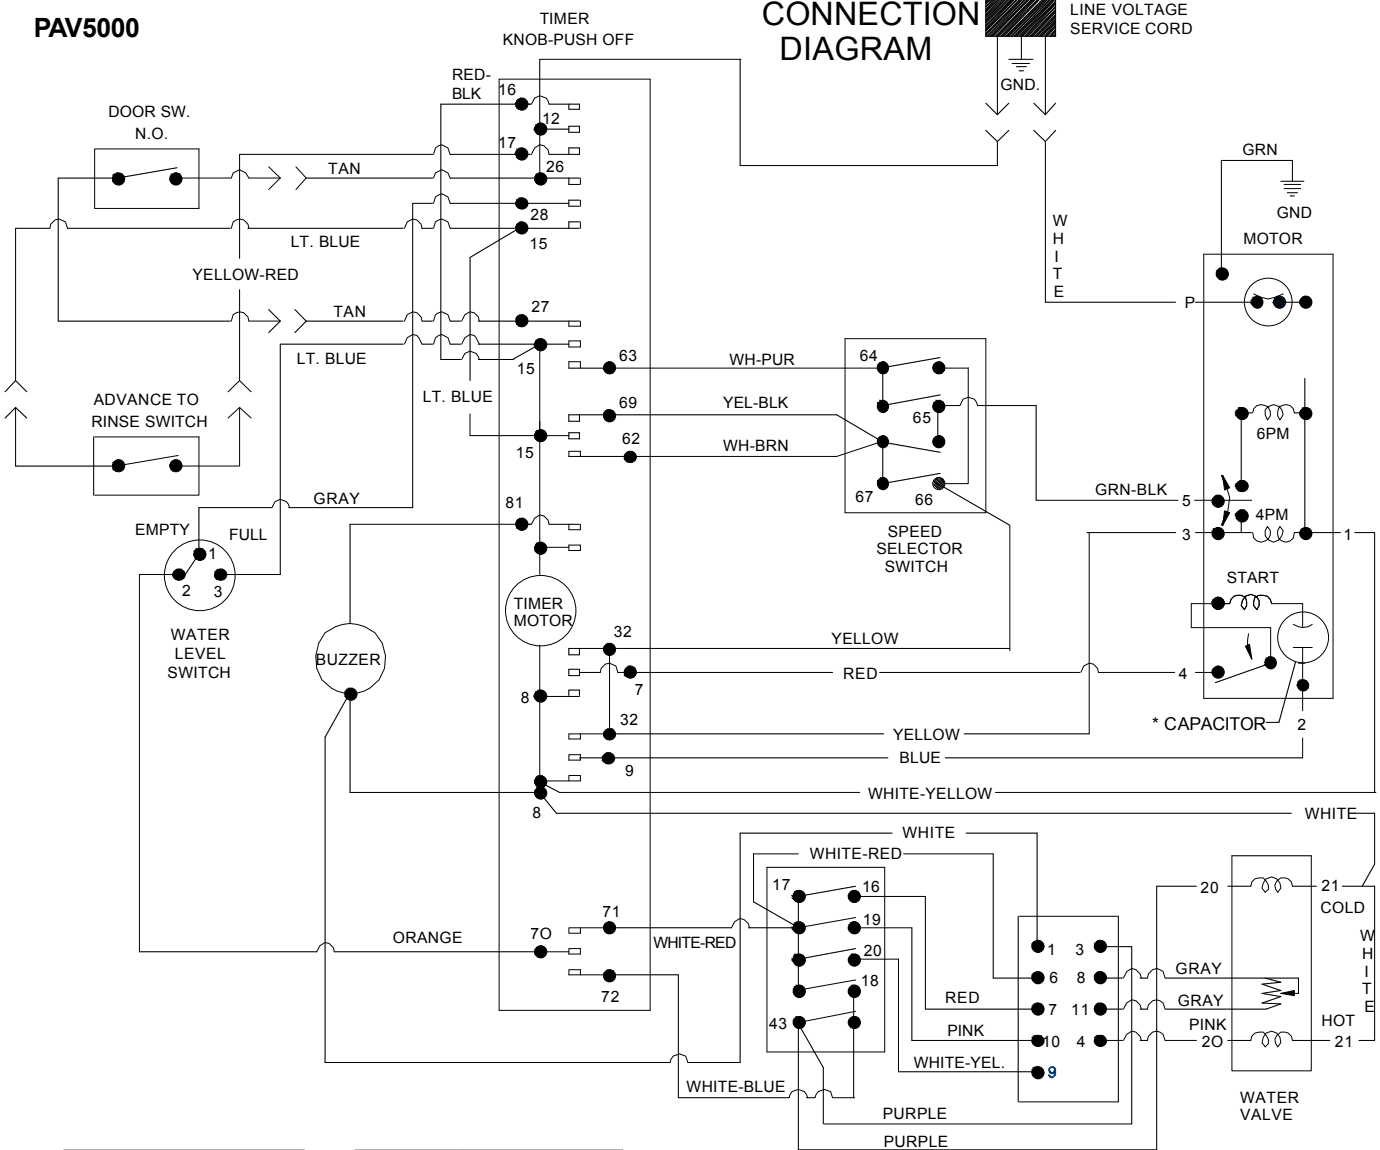 PAV5000
CONNECTION
DIAGRAM
LINE VOLTAGE
SERVICE CORD
GND.
TIMER
KNOB-PUSH OFF
RED-
BLK
16
12
17
26
28
15
DOOR SW.
N.O.
TAN
LT. BLUE
YELLOW-RED
TAN
27
LT. BLUE
15
LT. BLUE
15
63
69
62
WH-PUR
YEL-BLK
WH-BRN
64
65
67
66
SPEED
SELECTOR
SWITCH
WHITE
GRN
GND
MOTOR
P
6PM
GRN-BLK
5
4PM
3
1
START
4
* CAPACITOR
2
ADVANCE TO
RINSE SWITCH
GRAY
EMPTY
FULL
1
2
3
WATER
LEVEL
SWITCH
81
TIMER
MOTOR
BUZZER
32
YELLOW
RED
7
8
32
YELLOW
BLUE
9
WHITE-YELLOW
8
WHITE
WHITE
WHITE-RED
17
16
19
20
18
43
71
7O
72
ORANGE
WHITE-RED
RED
PINK
WHITE-YEL.
WHITE-BLUE
PURPLE
PURPLE
1
3
6
8
7
11
10
4
9
GRAY
GRAY
PINK
20
21
COLD
WHITE
HOT
2O
21
WATER
VALVE